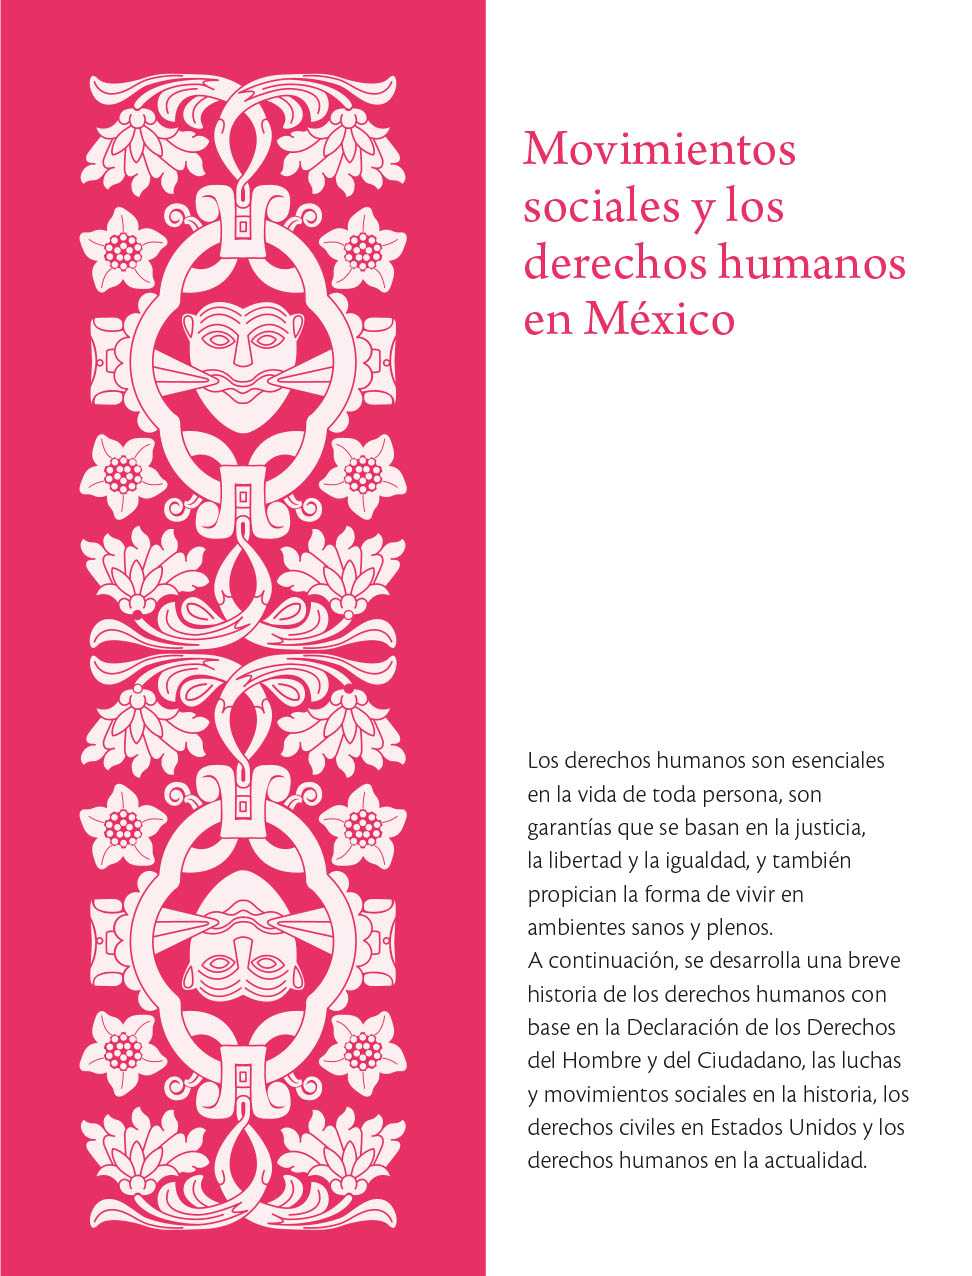 Movimientos
sociales y los
derechos humanos
en México
Los derechos humanos son esenciales
en la vida de toda persona, son
garantías que se basan en la justicia,
la libertad y la igualdad, y también
propician la forma de vivir en
ambientes sanos y plenos.
A continuación, se desarrolla una breve
historia de los derechos humanos con
base en la Declaración de los Derechos
del Hombre y del Ciudadano, las luchas
y movimientos sociales en la historia, los
derechos civiles en Estados Unidos y los
derechos humanos en la actualidad.